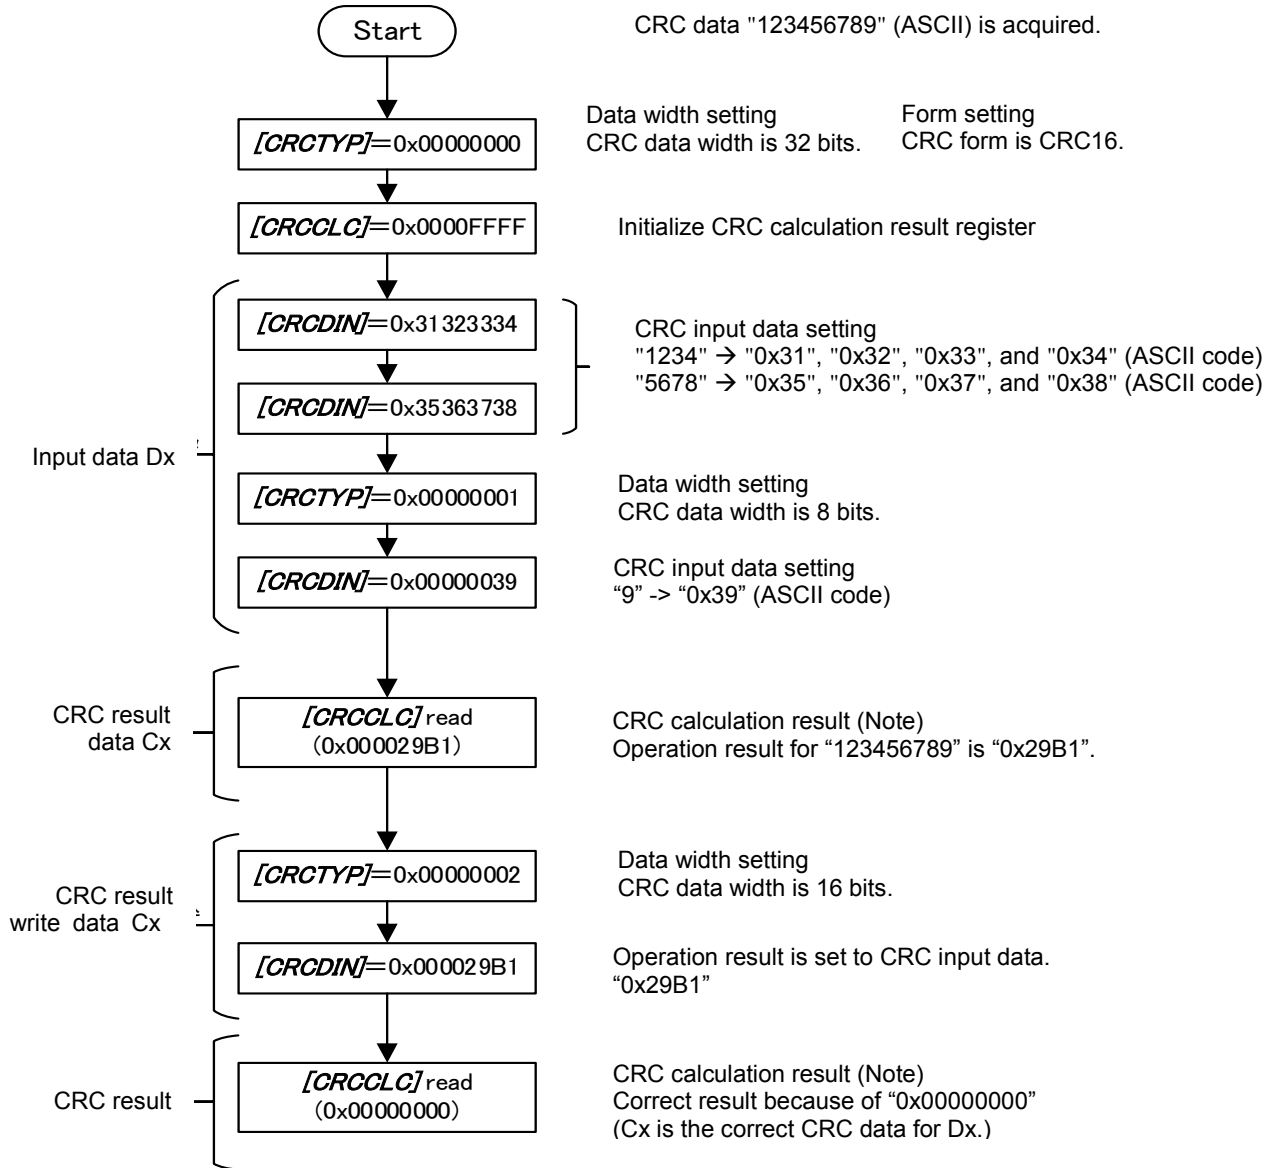 Start
CRC data "123456789" (ASCII) is acquired.
[CRCTYP]=0x00000000
Data width setting
CRC data width is 32 bits.
Form setting
CRC form is CRC16.
[CRCCLC]=0x0000FFFF
Initialize CRC calculation result register
Input data Dx
[CRCDIN]=0x31323334
[CRCDIN]=0x35363738
CRC input data setting
"1234" → "0x31", "0x32", "0x33", and "0x34" (ASCII code)
"5678" → "0x35", "0x36", "0x37", and "0x38" (ASCII code)
[CRCTYP]=0x00000001
Data width setting
CRC data width is 8 bits.
[CRCDIN]=0x00000039
CRC input data setting
“9” -> “0x39” (ASCII code)
CRC result
data Cx
[CRCCLC] read
(0x000029B1)
CRC calculation result (Note)
Operation result for “123456789” is “0x29B1”.
CRC result
write data Cx
[CRCTYP]=0x00000002
Data width setting
CRC data width is 16 bits.
[CRCDIN]=0x000029B1
Operation result is set to CRC input data.
“0x29B1”
CRC result
[CRCCLC] read
(0x00000000)
CRC calculation result (Note)
Correct result because of “0x00000000”
(Cx is the correct CRC data for Dx.)